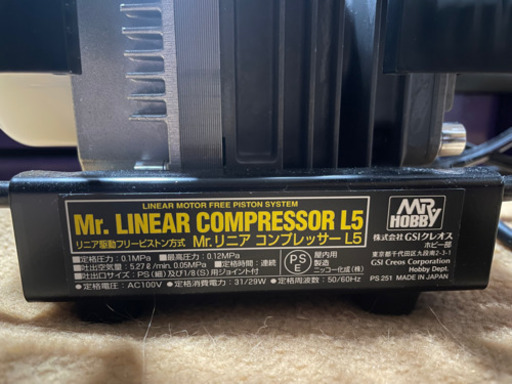 LINEAR MOTOR FREE PISTON SYSTEM
Mr. LINEAR COMPRESSOR L5
リニア駆動フリーピストン方式 Mr.リニア コンプレッサー L5
■定格圧力:0.1MPa ■最高圧力:0.12MPa
■吐出空気量:5.27ℓ/min. 0.05MPa ■定格時間:連続
■吐出口サイズ:PS(細)及び1/8(S)用ジョイント付
■定格電圧:AC100V ■定格消費電力:31/29W ■定格周波数:50/60Hz
PS
E
屋内用
製造
ニッコー化成(株)
MR.
HOBBY
株式会社 GSIクレオス
ホビー部
東京都千代田区九段南2-3-1
GSI Creos Corporation
Hobby Dept.
PS 251 MADE IN JAPAN